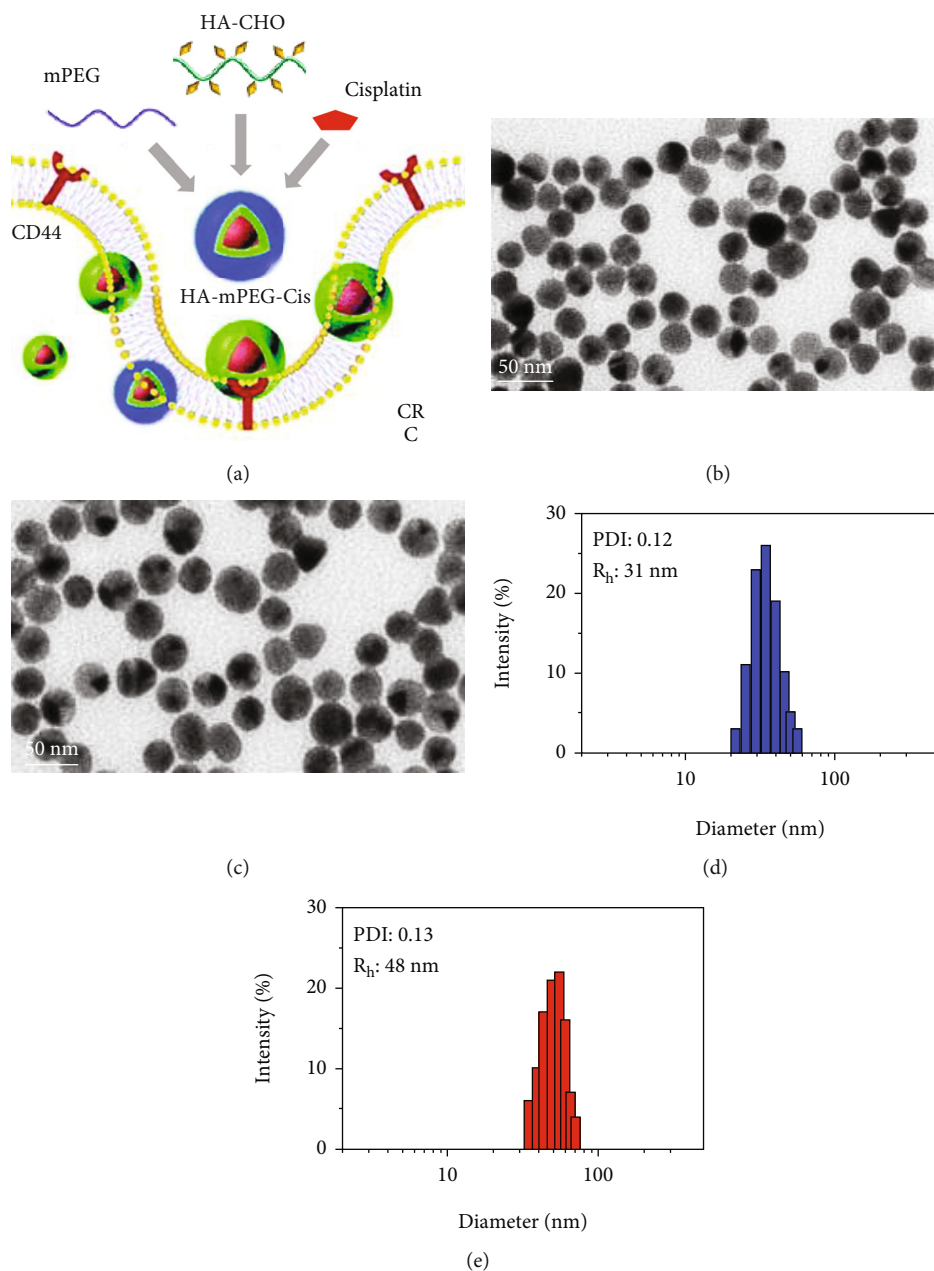 HA-CHO
mPEG
Cisplatin
CD44
HA-mPEG-Cis
CR
C
(a)
50 nm
(b)
50 nm
(c)
30
20
10
0
Intensity (%)
PDI: 0.12
Rₕ: 31 nm
10
100
Diameter (nm)
(d)
30
20
10
0
Intensity (%)
PDI: 0.13
Rₕ: 48 nm
10
100
Diameter (nm)
(e)